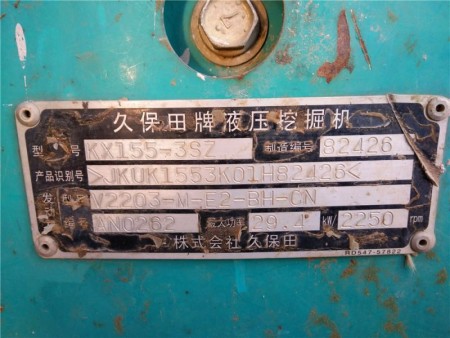 久保田牌液压挖掘机
型 号 KX155-3SZ 制造编号 82426
产品识别号 >JKUK1553K01H82426<
发动机 V2203-M-E2-BH-CN
编号 AN0262 最大功率 29.4 kW 2250 rpm
株式会社久保田